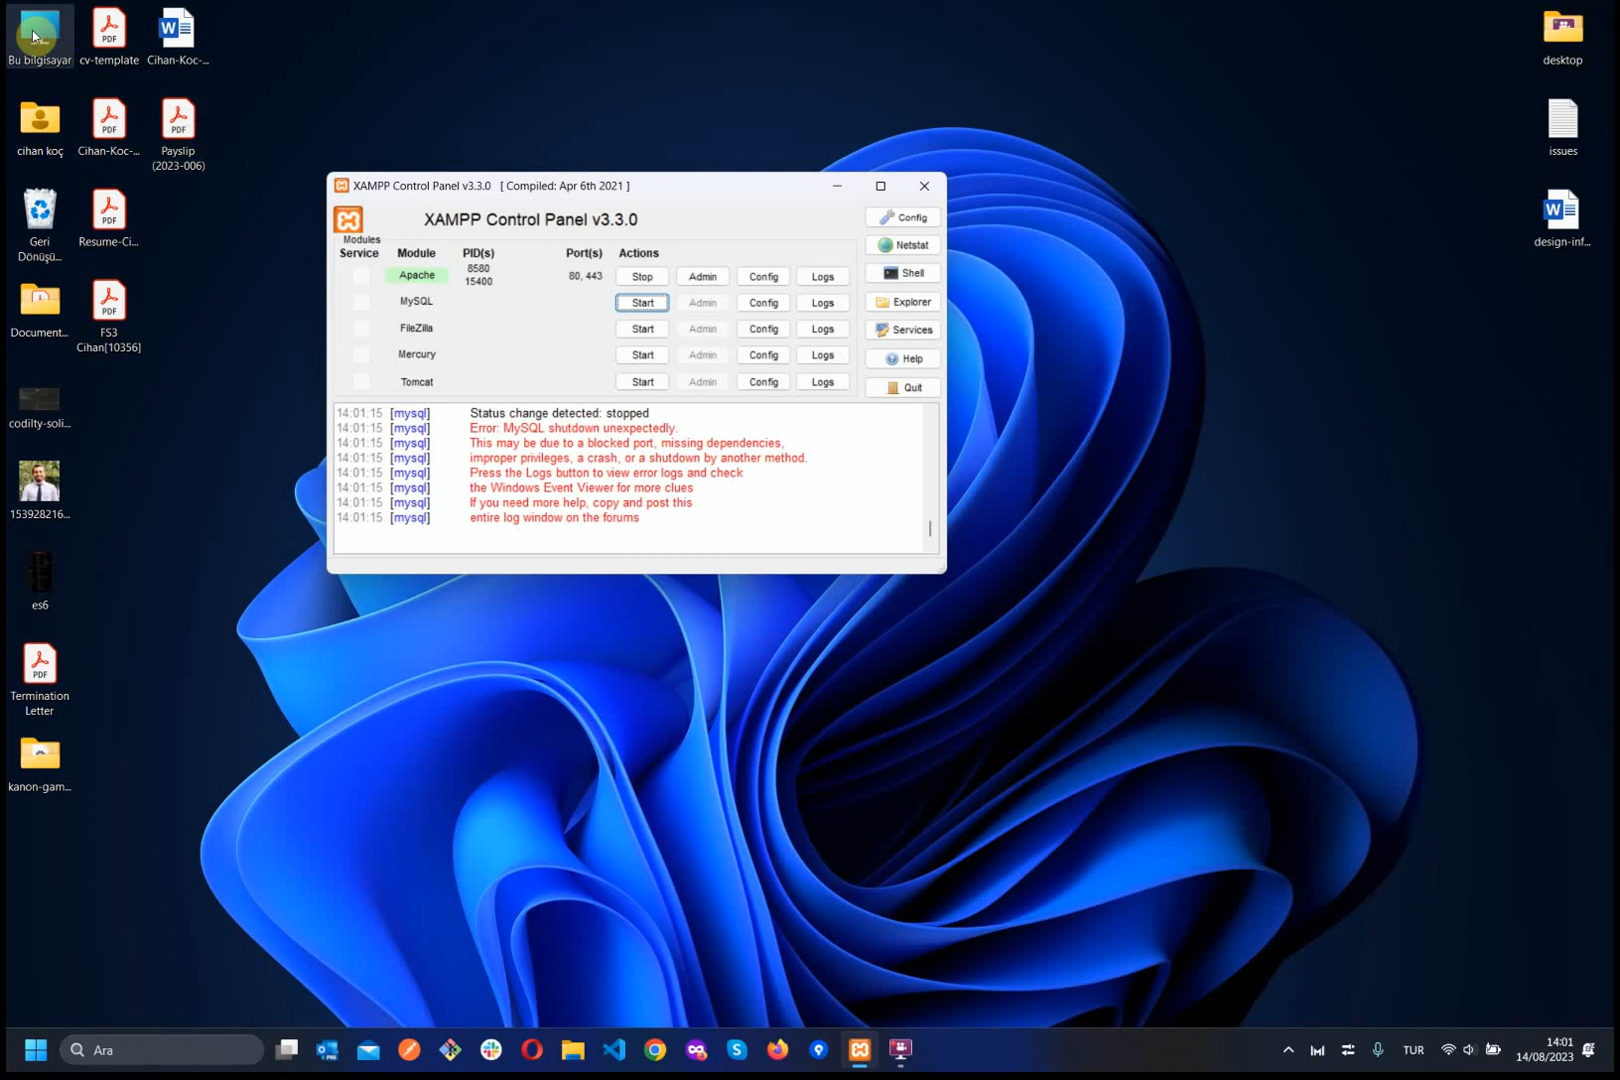 Bu bilgisayar
cv-template
Cihan-Koc-...
cihan koç
Cihan-Koc-...
Payslip
(2023-006)
Geri
Dönüşü...
Resume-Ci...
Document...
FS3
Cihan[10356]
codilty-soli...
153928216...
es6
Termination
Letter
kanon-gam...
desktop
issues
design-inf...
PDF
PDF
PDF
PDF
PDF
PDF
XAMPP Control Panel v3.3.0 [ Compiled: Apr 6th 2021 ]
XAMPP Control Panel v3.3.0
Config
Modules
Service Module PID(s) Port(s) Actions
Netstat
Apache 8580 15400 80, 443 Stop Admin Config Logs
Shell
MySQL Start Admin Config Logs
Explorer
FileZilla Start Admin Config Logs
Services
Mercury Start Admin Config Logs
Help
Tomcat Start Admin Config Logs
Quit
14:01:15 [mysql] Status change detected: stopped
14:01:15 [mysql] Error: MySQL shutdown unexpectedly.
14:01:15 [mysql] This may be due to a blocked port, missing dependencies,
14:01:15 [mysql] improper privileges, a crash, or a shutdown by another method.
14:01:15 [mysql] Press the Logs button to view error logs and check
14:01:15 [mysql] the Windows Event Viewer for more clues
14:01:15 [mysql] If you need more help, copy and post this
14:01:15 [mysql] entire log window on the forums
Ara
TUR
14:01
14/08/2023